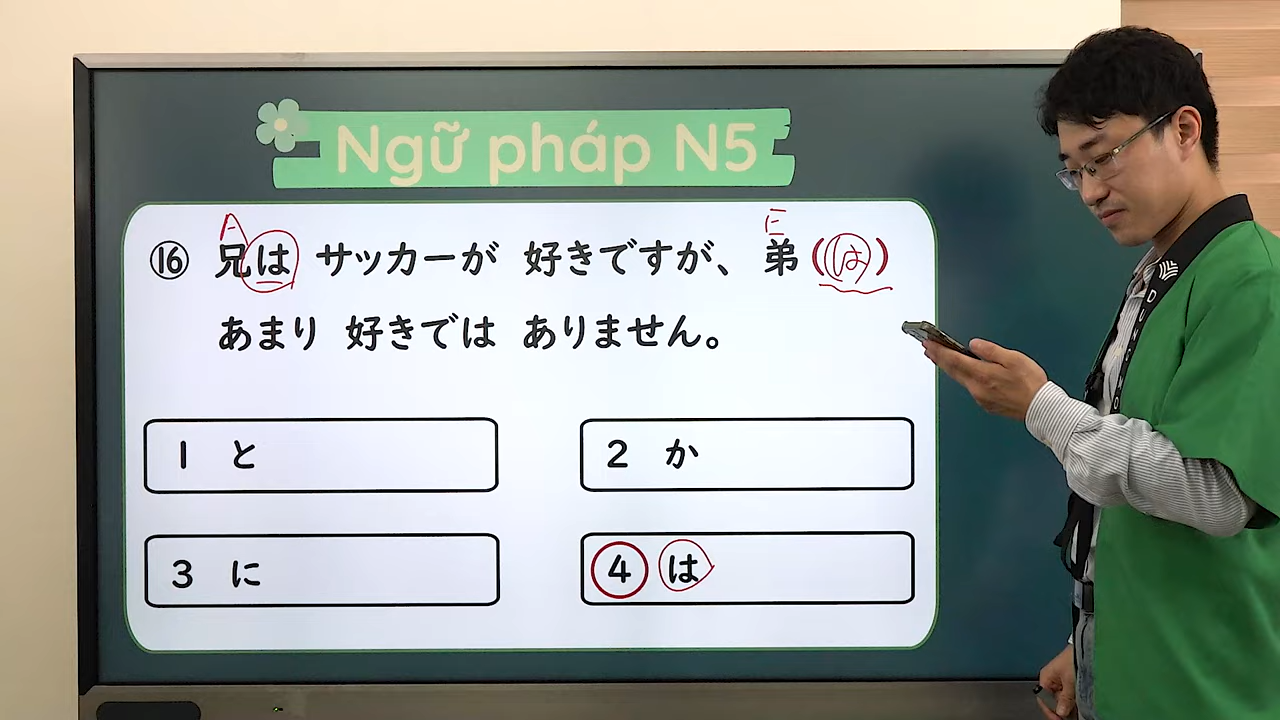 Ngữ pháp N5
A E
⑯ 兄は サッカーが 好きですが、弟(は)
あまり 好きでは ありません。
1 と
2 か
3 に
4 は